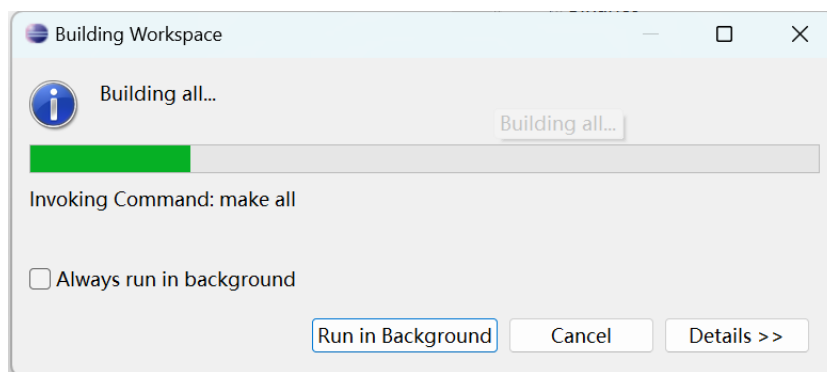 Building Workspace
Building all...
Building all...
Invoking Command: make all
Always run in background
Run in Background
Cancel
Details >>